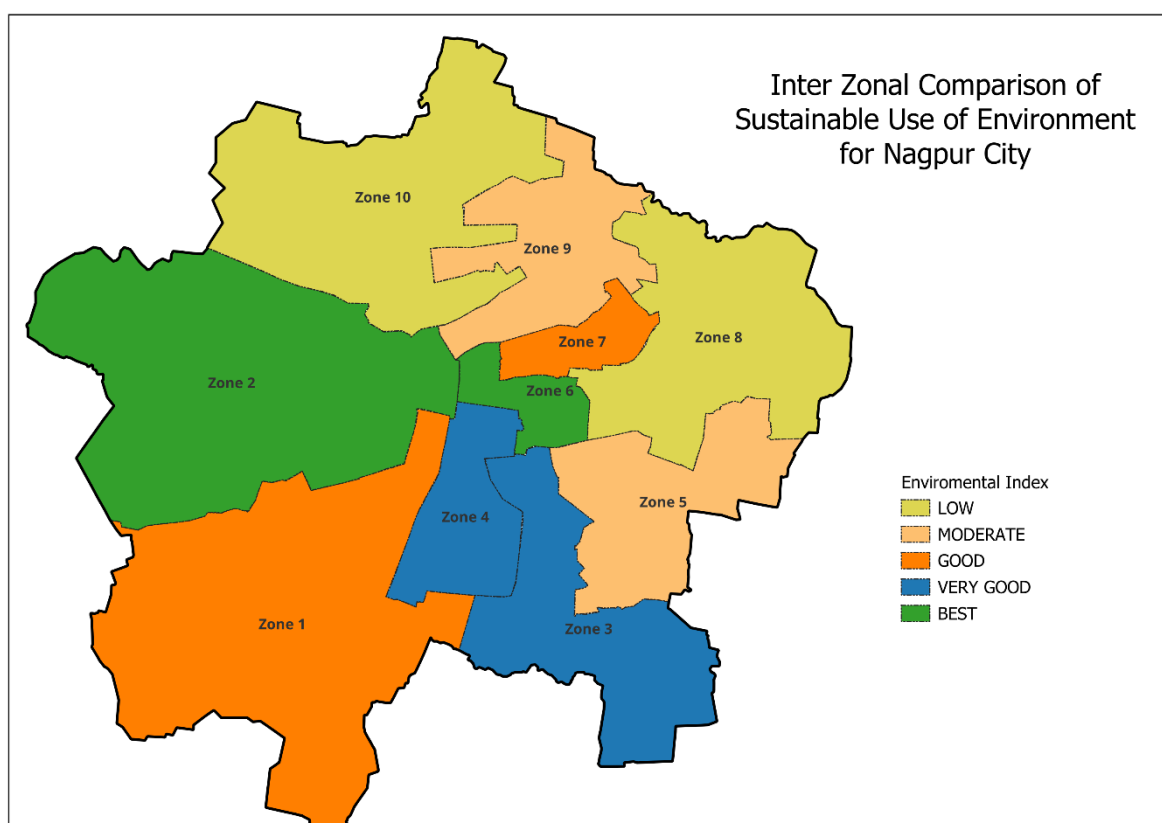 Inter Zonal Comparison of
Sustainable Use of Environment
for Nagpur City
Zone 10
Zone 9
Zone 7
Zone 8
Zone 2
Zone 6
Zone 5
Zone 4
Zone 1
Zone 3
Enviromental Index
LOW
MODERATE
GOOD
VERY GOOD
BEST